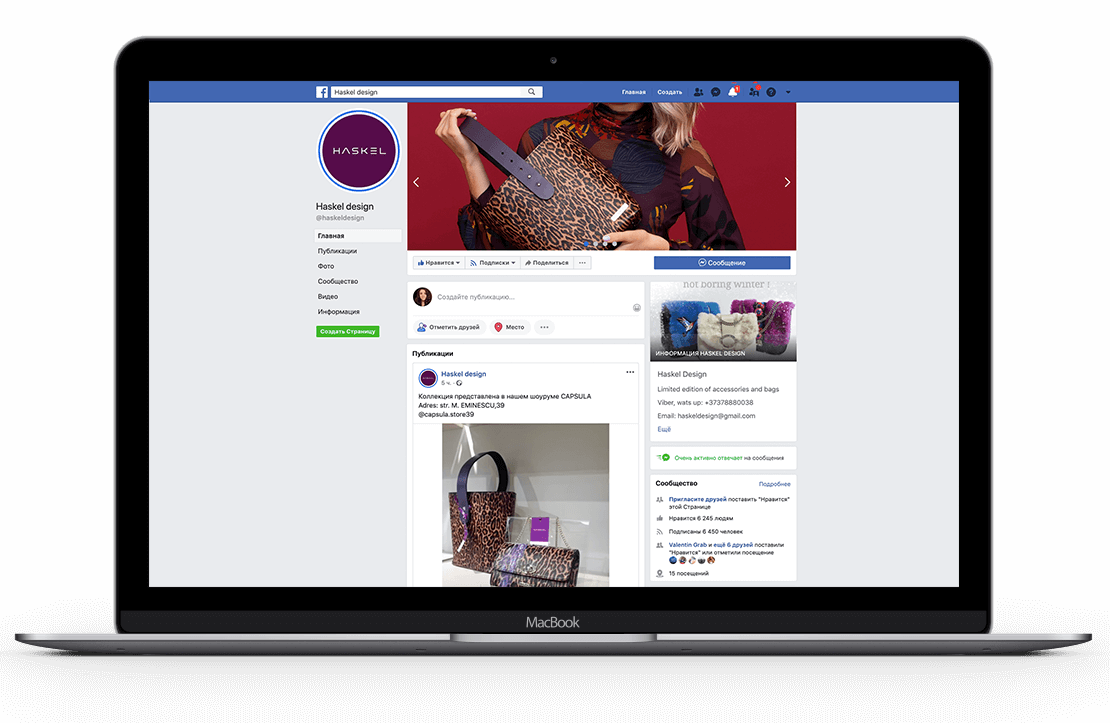 Haskel design
Главная
Создать
HASKEL
Haskel design
@haskeldesign
Главная
Публикации
Фото
Сообщество
Видео
Информация
Создать Страницу
Нравится
Подписки
Поделиться
Сообщение
Создайте публикацию...
Отметить друзей
Место
Публикации
Haskel design
5 ч.
Коллекция представлена в нашем шоуруме CAPSULA
Adres: str. M. EMINESCU,39
@capsula.store39
not boring winter !
ИНФОРМАЦИЯ HASKEL DESIGN
Haskel Design
Limited edition of accessories and bags
Viber, wats up: +37378880038
Email: haskeldesign@gmail.com
Ещё
Очень активно отвечает на сообщения
Сообщество
Подробнее
Пригласите друзей поставить "Нравится"
этой Странице
Нравится 6 245 людям
Подписаны 6 450 человек
Valentin Grab и ещё 6 друзей поставили
"Нравится" или отметили посещение
15 посещений
MacBook